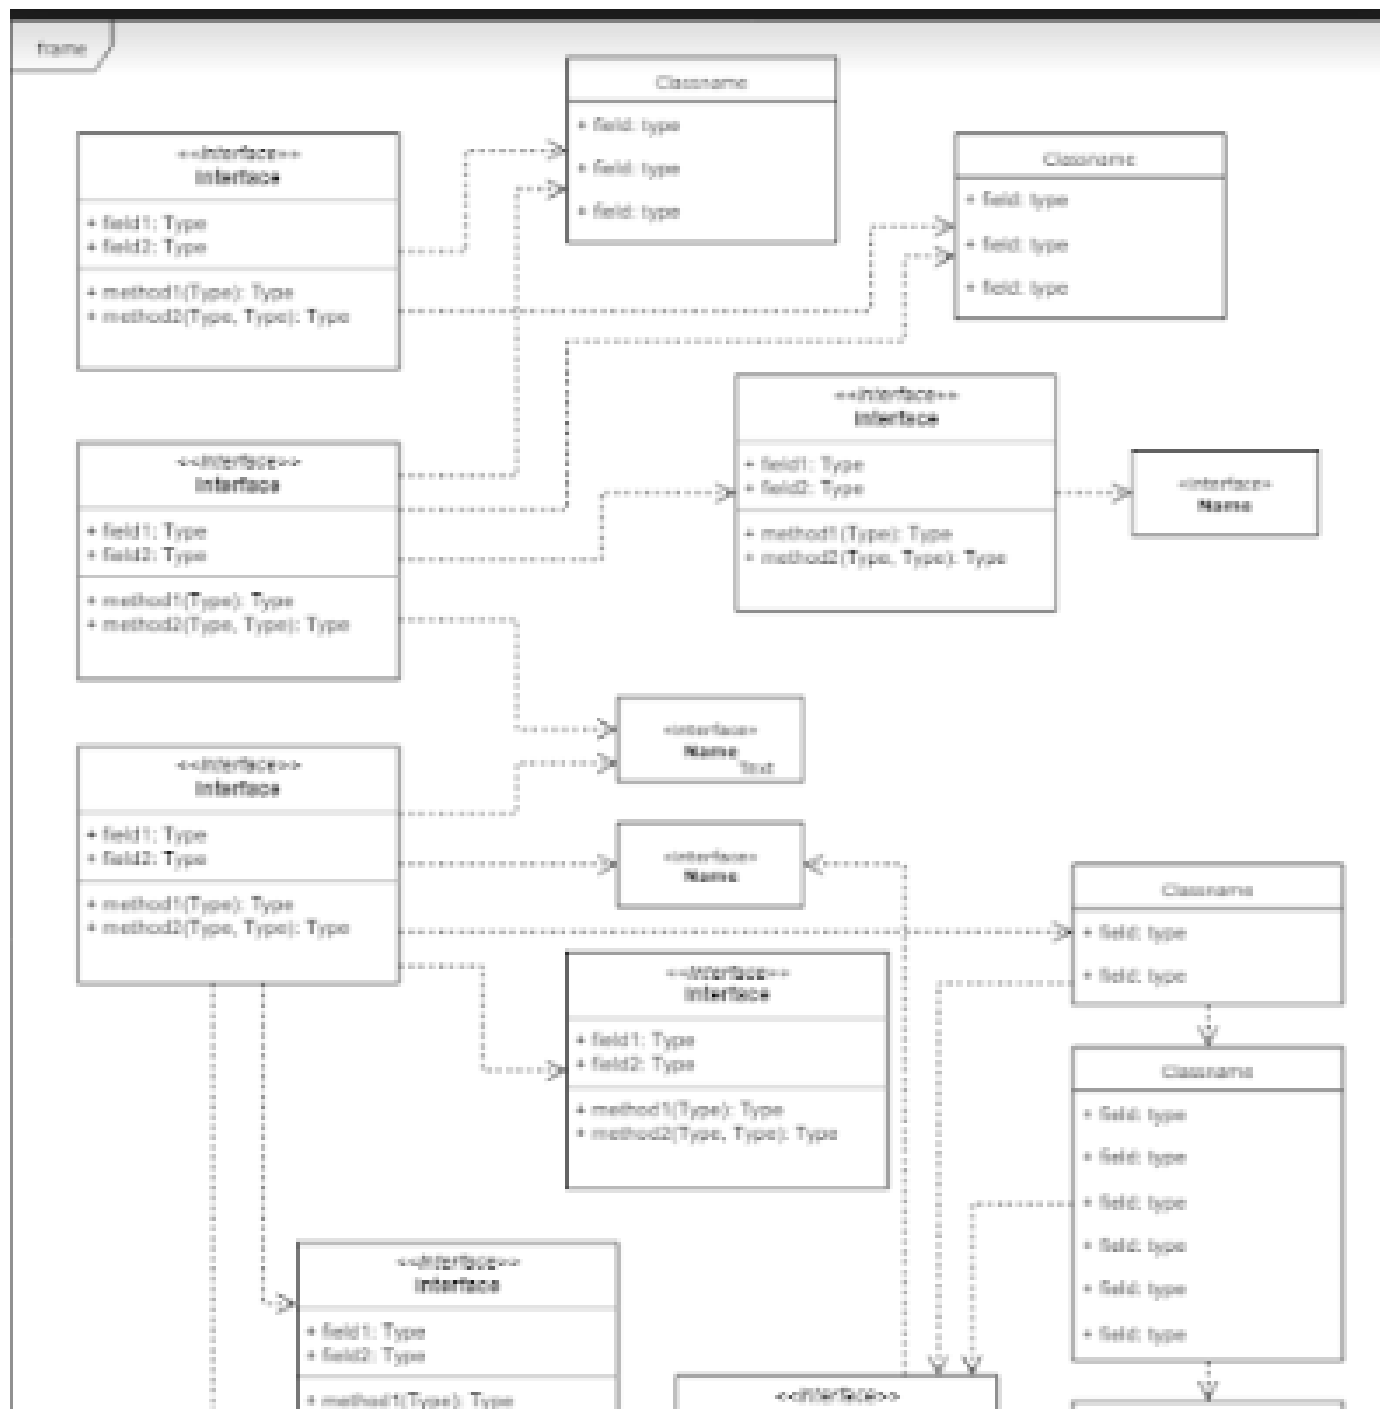 frame
Classname
+ field: type
+ field: type
+ field: type
<<Interface>>
Interface
+ field1: Type
+ field2: Type
+ method1(Type): Type
+ method2(Type, Type): Type
Classname
+ field: type
+ field: type
+ field: type
<<Interface>>
Interface
+ field1: Type
+ field2: Type
+ method1(Type): Type
+ method2(Type, Type): Type
<<Interface>>
Interface
+ field1: Type
+ field2: Type
+ method1(Type): Type
+ method2(Type, Type): Type
«interface»
Name
«interface»
Name
Text
<<Interface>>
Interface
+ field1: Type
+ field2: Type
+ method1(Type): Type
+ method2(Type, Type): Type
«interface»
Name
Classname
+ field: type
+ field: type
<<Interface>>
Interface
+ field1: Type
+ field2: Type
+ method1(Type): Type
+ method2(Type, Type): Type
Classname
+ field: type
+ field: type
+ field: type
+ field: type
+ field: type
+ field: type
<<Interface>>
Interface
+ field1: Type
+ field2: Type
+ method1(Type): Type
<<Interface>>